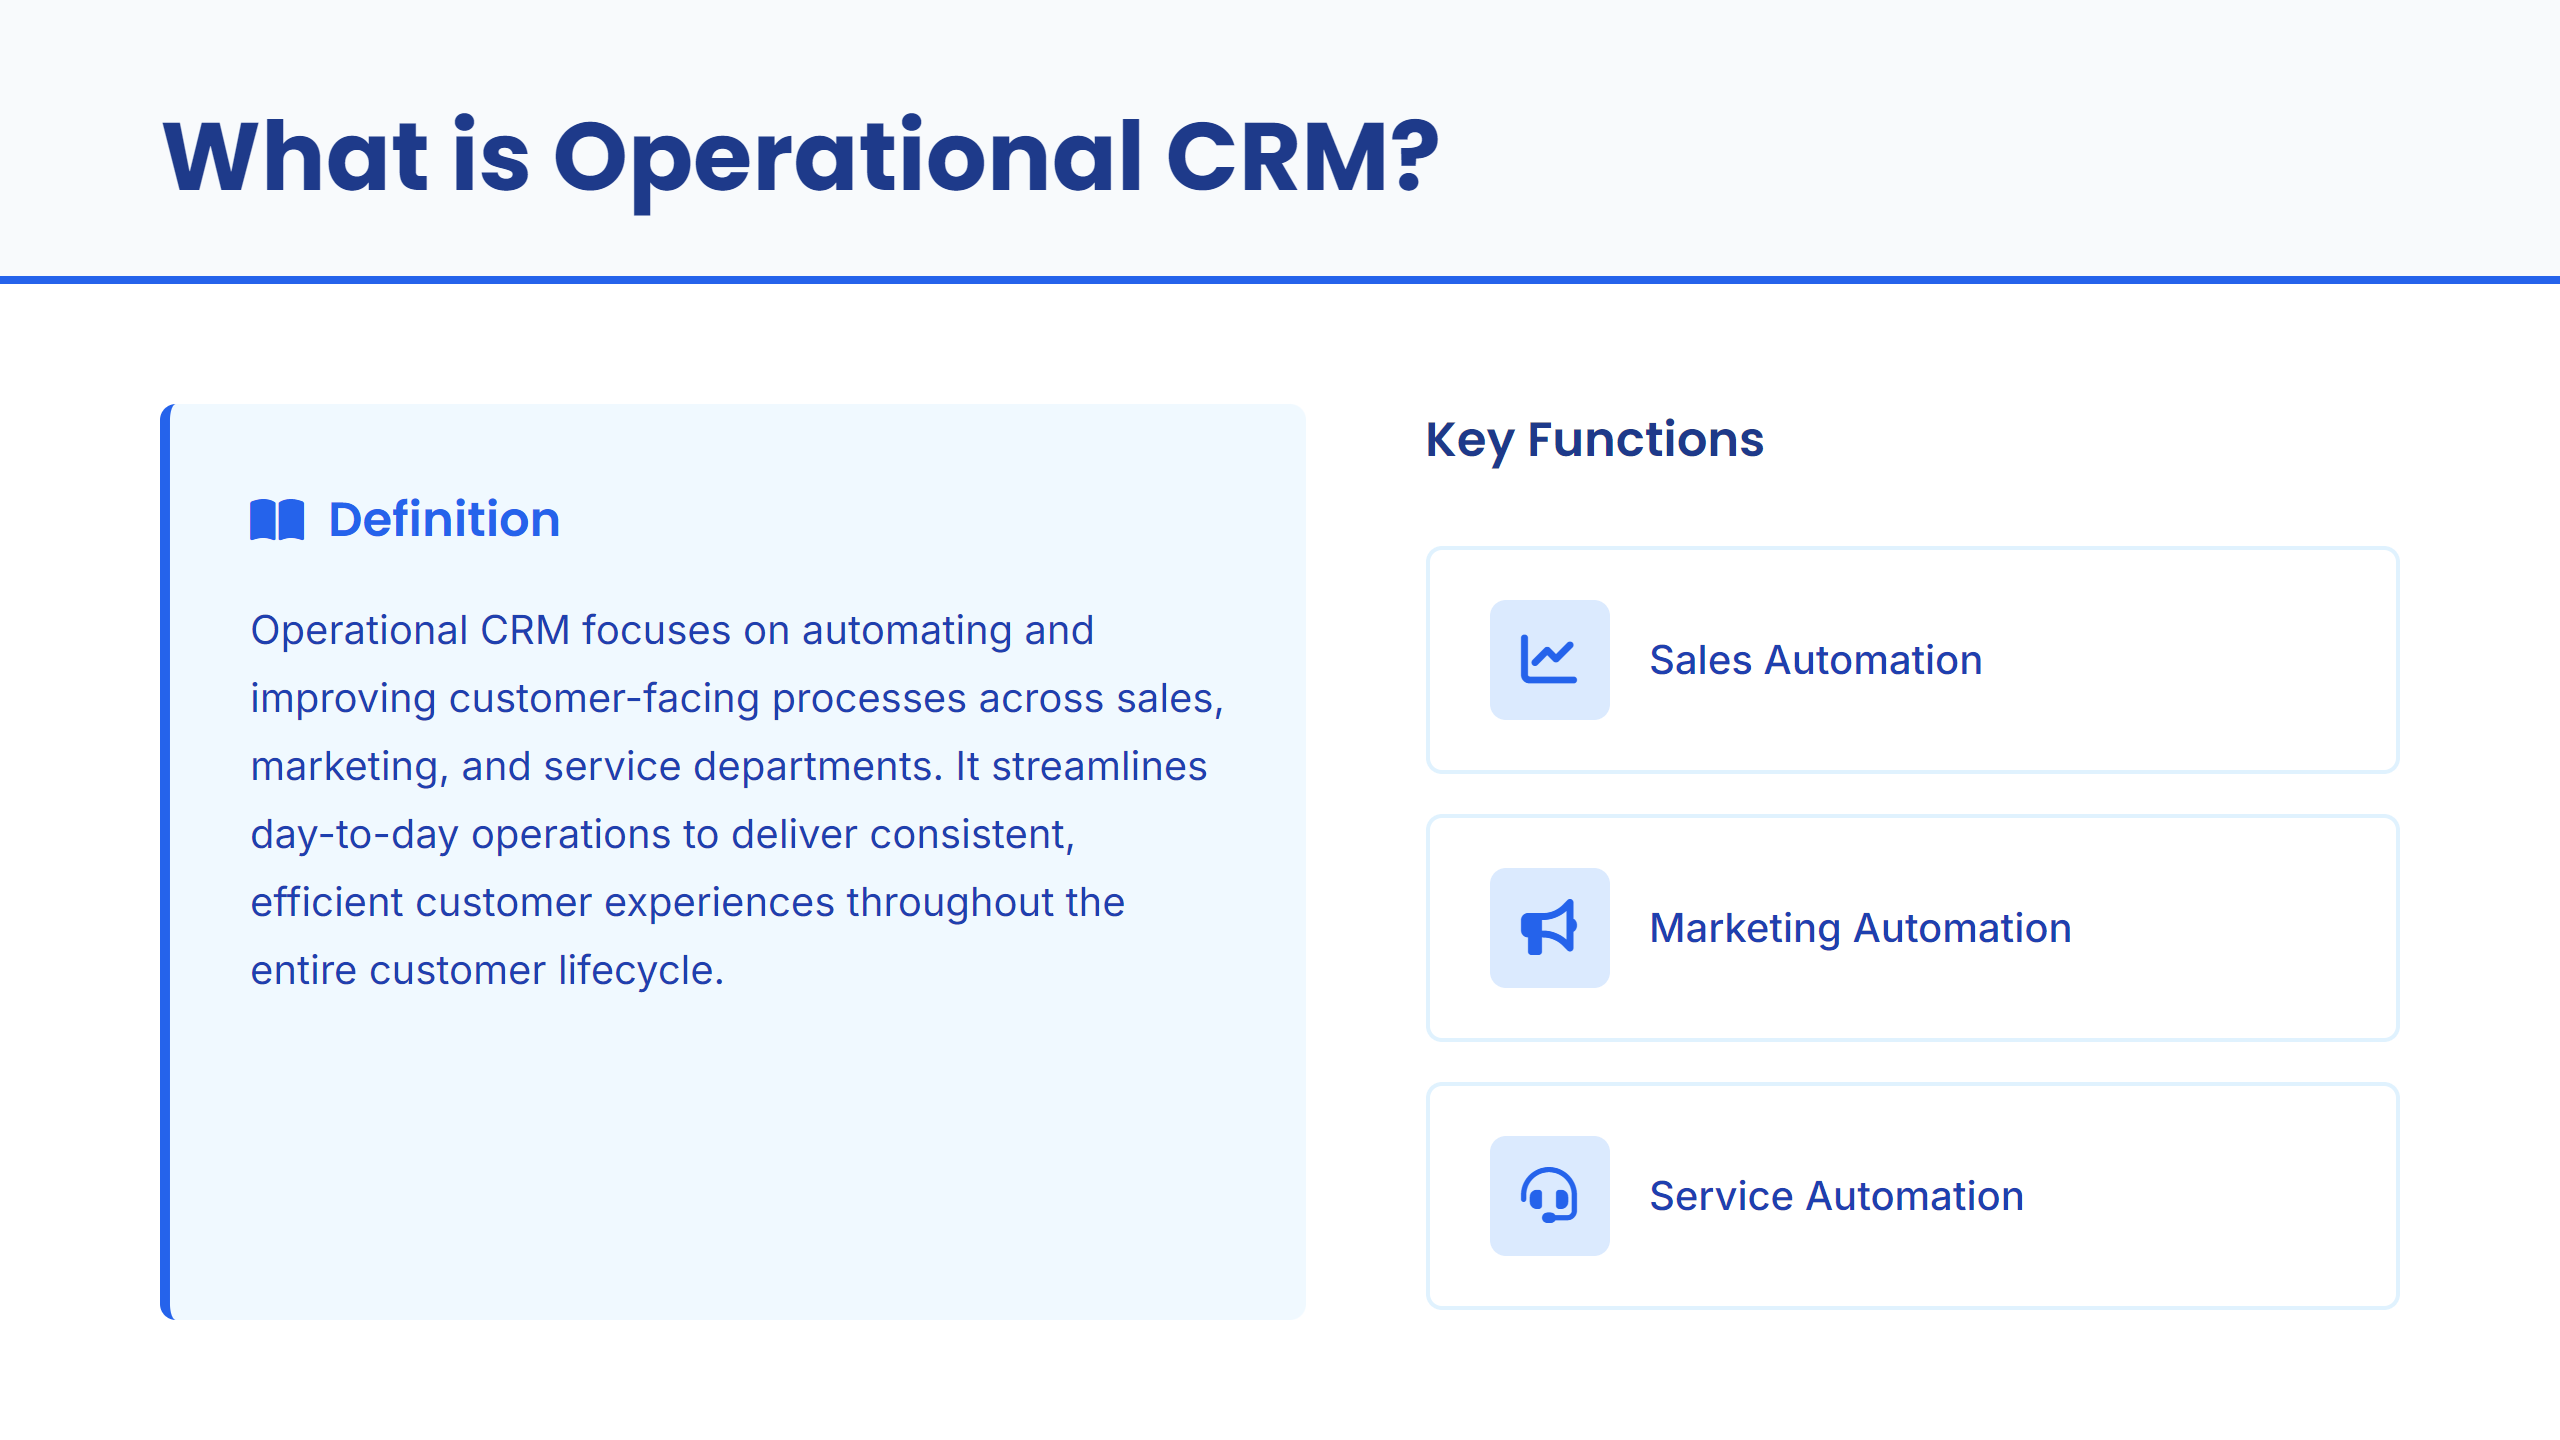 What is Operational CRM?
Definition
Operational CRM focuses on automating and
improving customer-facing processes across sales,
marketing, and service departments. It streamlines
day-to-day operations to deliver consistent,
efficient customer experiences throughout the
entire customer lifecycle.
Key Functions
Sales Automation
Marketing Automation
Service Automation